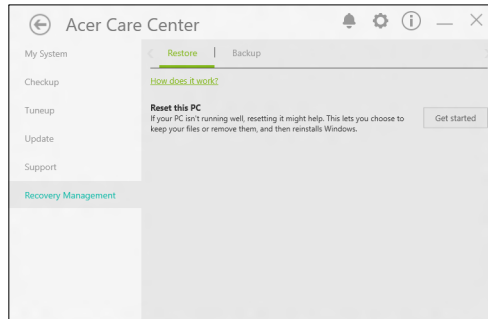 Acer Care Center
My System
Restore
Backup
Checkup
How does it work?
Tuneup
Reset this PC
If your PC isn't running well, resetting it might help. This lets you choose to
keep your files or remove them, and then reinstalls Windows.
Get started
Update
Support
Recovery Management